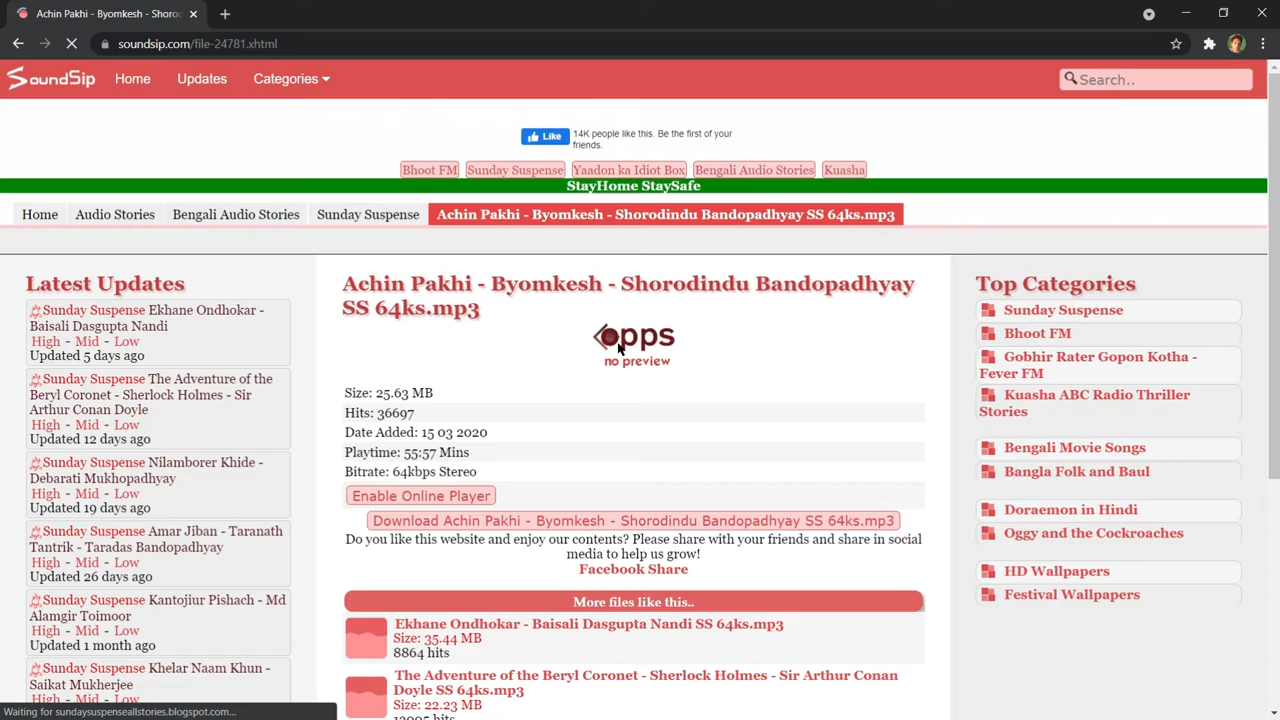 Achin Pakhi - Byomkesh - Shorod
soundsip.com/file-24781.xhtml
SoundSip
Home
Updates
Categories
Search..
Like
14K people like this. Be the first of your
friends.
Bhoot FM
Sunday Suspense
Yaadon ka Idiot Box
Bengali Audio Stories
Kuasha
StayHome StaySafe
Home
Audio Stories
Bengali Audio Stories
Sunday Suspense
Achin Pakhi - Byomkesh - Shorodindu Bandopadhyay SS 64ks.mp3
Latest Updates
Sunday Suspense Ekhane Ondhokar -
Baisali Dasgupta Nandi
High - Mid - Low
Updated 5 days ago
Sunday Suspense The Adventure of the
Beryl Coronet - Sherlock Holmes - Sir
Arthur Conan Doyle
High - Mid - Low
Updated 12 days ago
Sunday Suspense Nilamborer Khide -
Debarati Mukhopadhyay
High - Mid - Low
Updated 19 days ago
Sunday Suspense Amar Jiban - Taranath
Tantrik - Taradas Bandopadhyay
High - Mid - Low
Updated 26 days ago
Sunday Suspense Kantojiur Pishach - Md
Alamgir Toimoor
High - Mid - Low
Updated 1 month ago
Sunday Suspense Khelar Naam Khun -
Saikat Mukherjee
High - Mid - Low
Waiting for sundaysuspenseallstories.blogspot.com...
Achin Pakhi - Byomkesh - Shorodindu Bandopadhyay
SS 64ks.mp3
opps
no preview
Size: 25.63 MB
Hits: 36697
Date Added: 15 03 2020
Playtime: 55:57 Mins
Bitrate: 64kbps Stereo
Enable Online Player
Download Achin Pakhi - Byomkesh - Shorodindu Bandopadhyay SS 64ks.mp3
Do you like this website and enjoy our contents? Please share with your friends and share in social
media to help us grow!
Facebook Share
More files like this..
Ekhane Ondhokar - Baisali Dasgupta Nandi SS 64ks.mp3
Size: 35.44 MB
8864 hits
The Adventure of the Beryl Coronet - Sherlock Holmes - Sir Arthur Conan
Doyle SS 64ks.mp3
Size: 22.23 MB
hits
Top Categories
Sunday Suspense
Bhoot FM
Gobhir Rater Gopon Kotha -
Fever FM
Kuasha ABC Radio Thriller
Stories
Bengali Movie Songs
Bangla Folk and Baul
Doraemon in Hindi
Oggy and the Cockroaches
HD Wallpapers
Festival Wallpapers